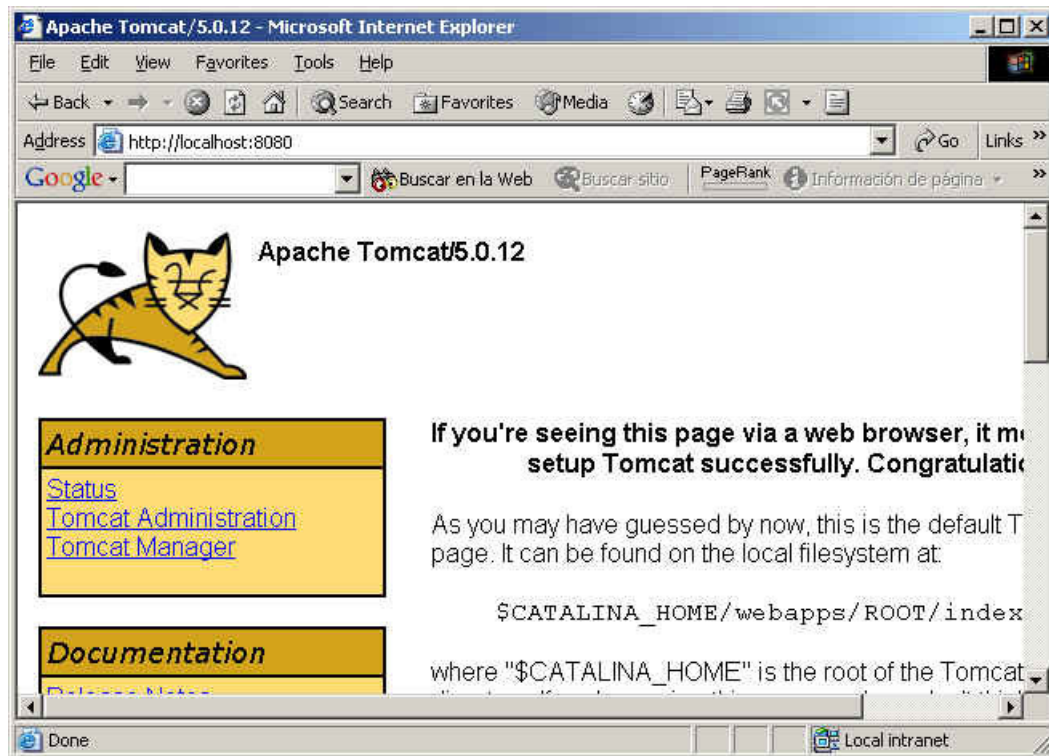 Apache Tomcat/5.0.12 - Microsoft Internet Explorer
File Edit View Favorites Tools Help
Back Search Favorites Media
Address http://localhost:8080 Go Links »
Google Buscar en la Web Buscar sitio PageRank Información de página »
Apache Tomcat/5.0.12
Administration
Status
Tomcat Administration
Tomcat Manager
Documentation
Release Notes
If you're seeing this page via a web browser, it
setup Tomcat successfully.
As you may have guessed by now, this is the default T
page. It can be found on the local filesystem at:
$CATALINA_HOME/webapps/ROOT/index
where "$CATALINA_HOME" is the root of the Tomcat
Done Local intranet